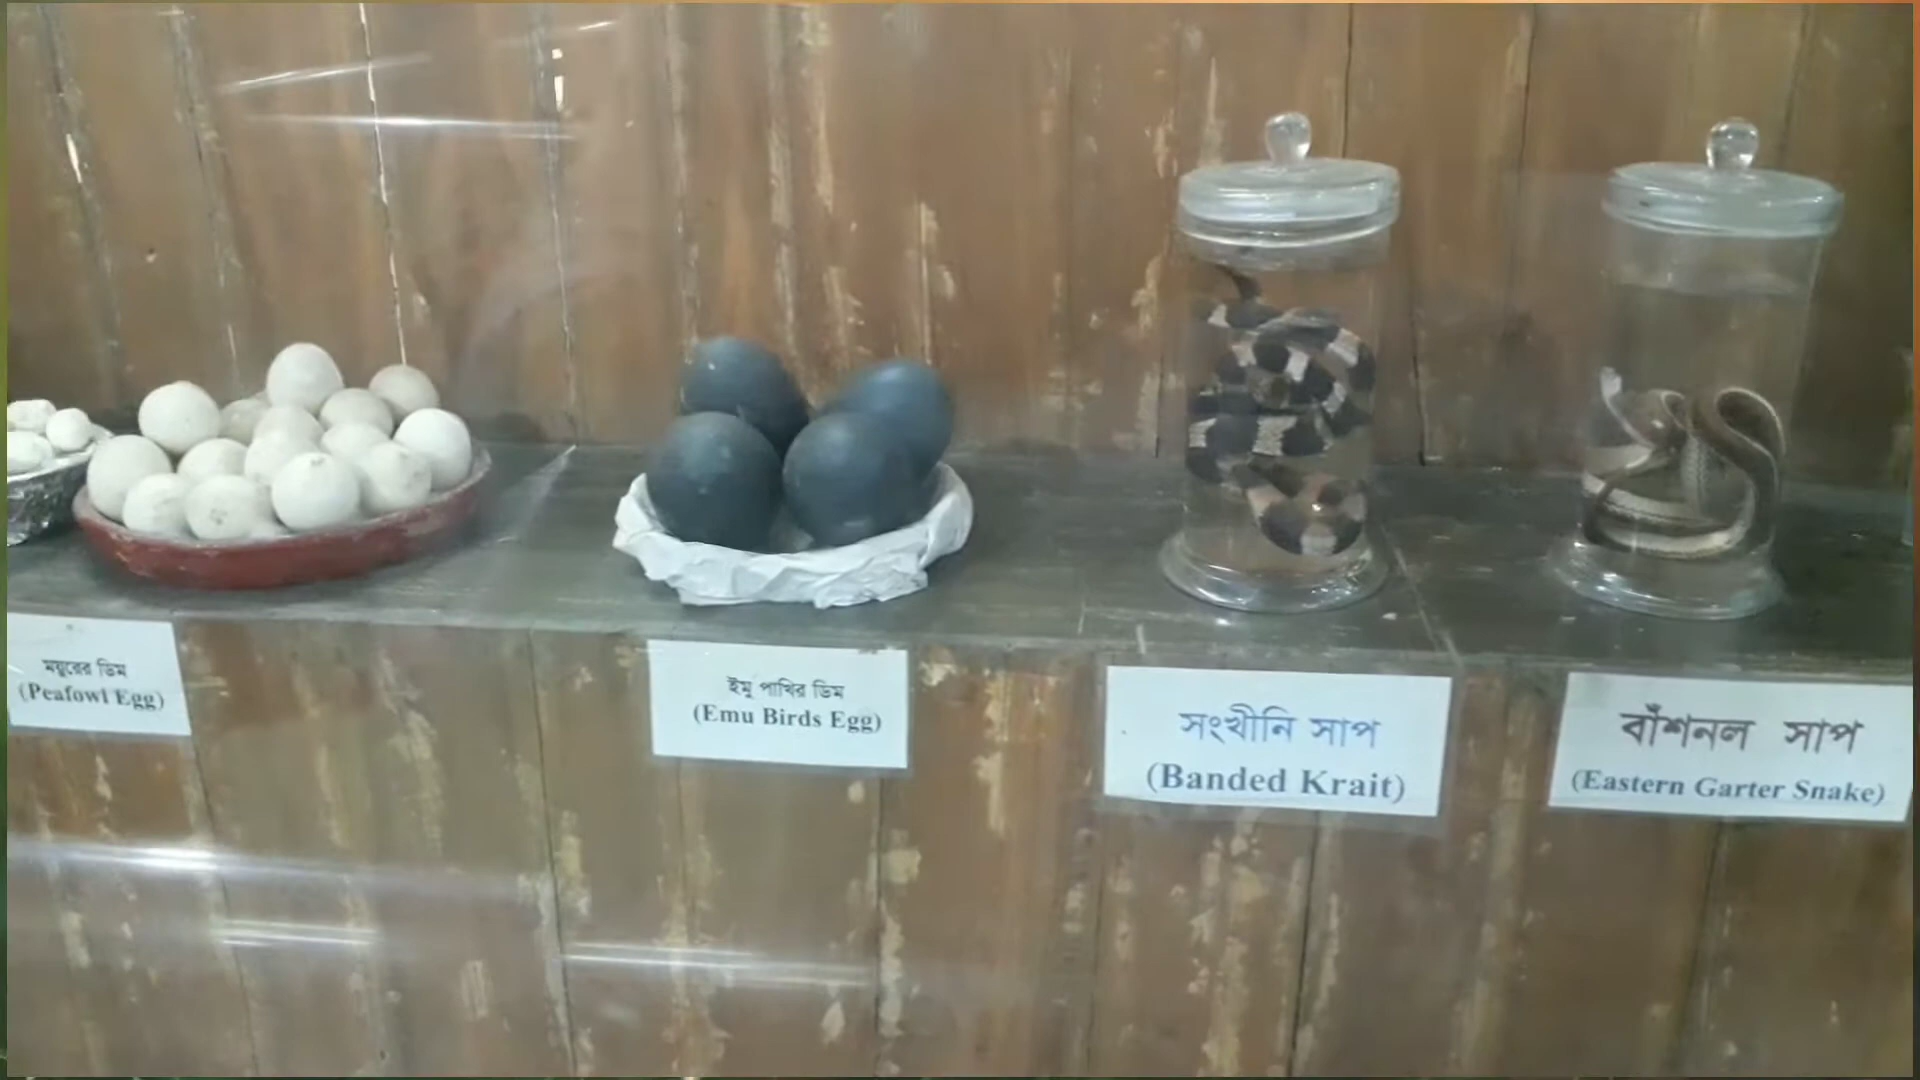 ময়ূরের ডিম
(Peafowl Egg)
ইমু পাখির ডিম
(Emu Birds Egg)
সংখীনি সাপ
(Banded Krait)
বাঁশনল সাপ
(Eastern Garter Snake)